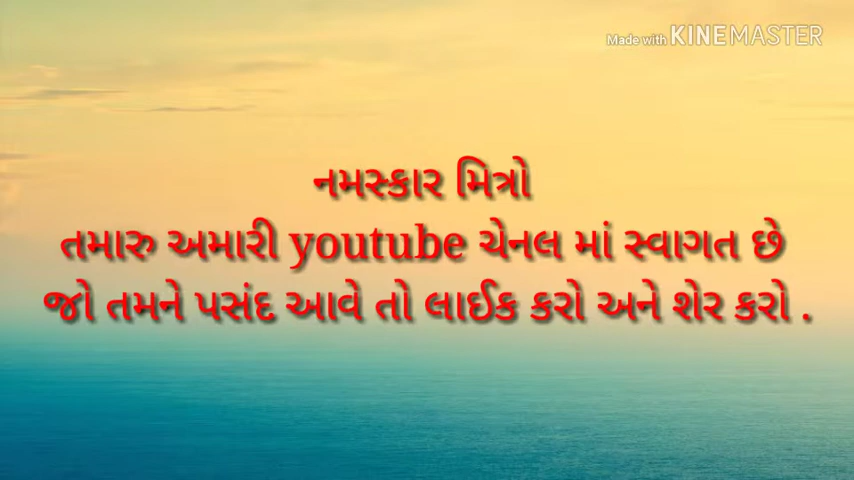 Made with KINEMASTER
નમસ્કાર મિત્રો
તમારુ અમારી youtube ચેનલ માં સ્વાગત છે
જો તમને પસંદ આવે તો લાઈક કરો અને શેર કરો .